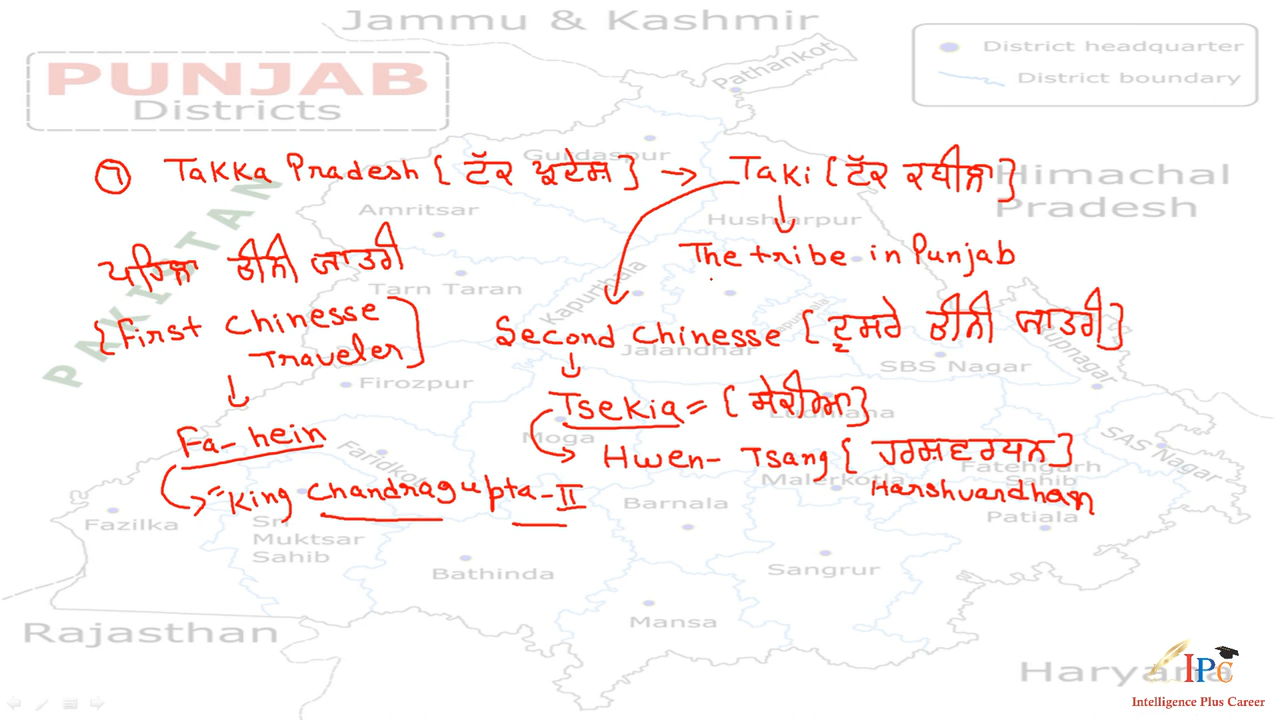 Jammu & Kashmir
PUNJAB
Districts
District headquarter
District boundary
Pathankot
Gurdaspur
⑦ Takka Pradesh [ ਟੱਕ ਪ੍ਰਦੇਸ਼ ] → Taki [ ਟੱਕ ਕਬੀਲਾ ]
Himachal
Pradesh
PAKISTAN
Amritsar
Hushiarpur
The tribe in Punjab
ਪਹਿਲਾ ਚੀਨੀ ਯਾਤਰੀ
Tarn Taran
Kapurthala
[First Chinesse
Traveler]
Second Chinesse [ ਦੂਸਰੇ ਚੀਨੀ ਯਾਤਰੀ ]
Jalandhar
Rupnagar
SBS Nagar
Firozpur
Tsekia = [ ਸੇਕੀਆ ]
Ludhiana
Moga
SAS Nagar
Fa-hein
Faridkot
Hwen-Tsang [ ਹਰਸ਼ਵਰਧਨ ]
Fatehgarh
Sahib
Malerkotla
Harshvardhan
"King Chandragupta-II
Barnala
Fazilka
Sri
Muktsar
Sahib
Patiala
Bathinda
Sangrur
Mansa
Rajasthan
Haryana
IPC
Intelligence Plus Career